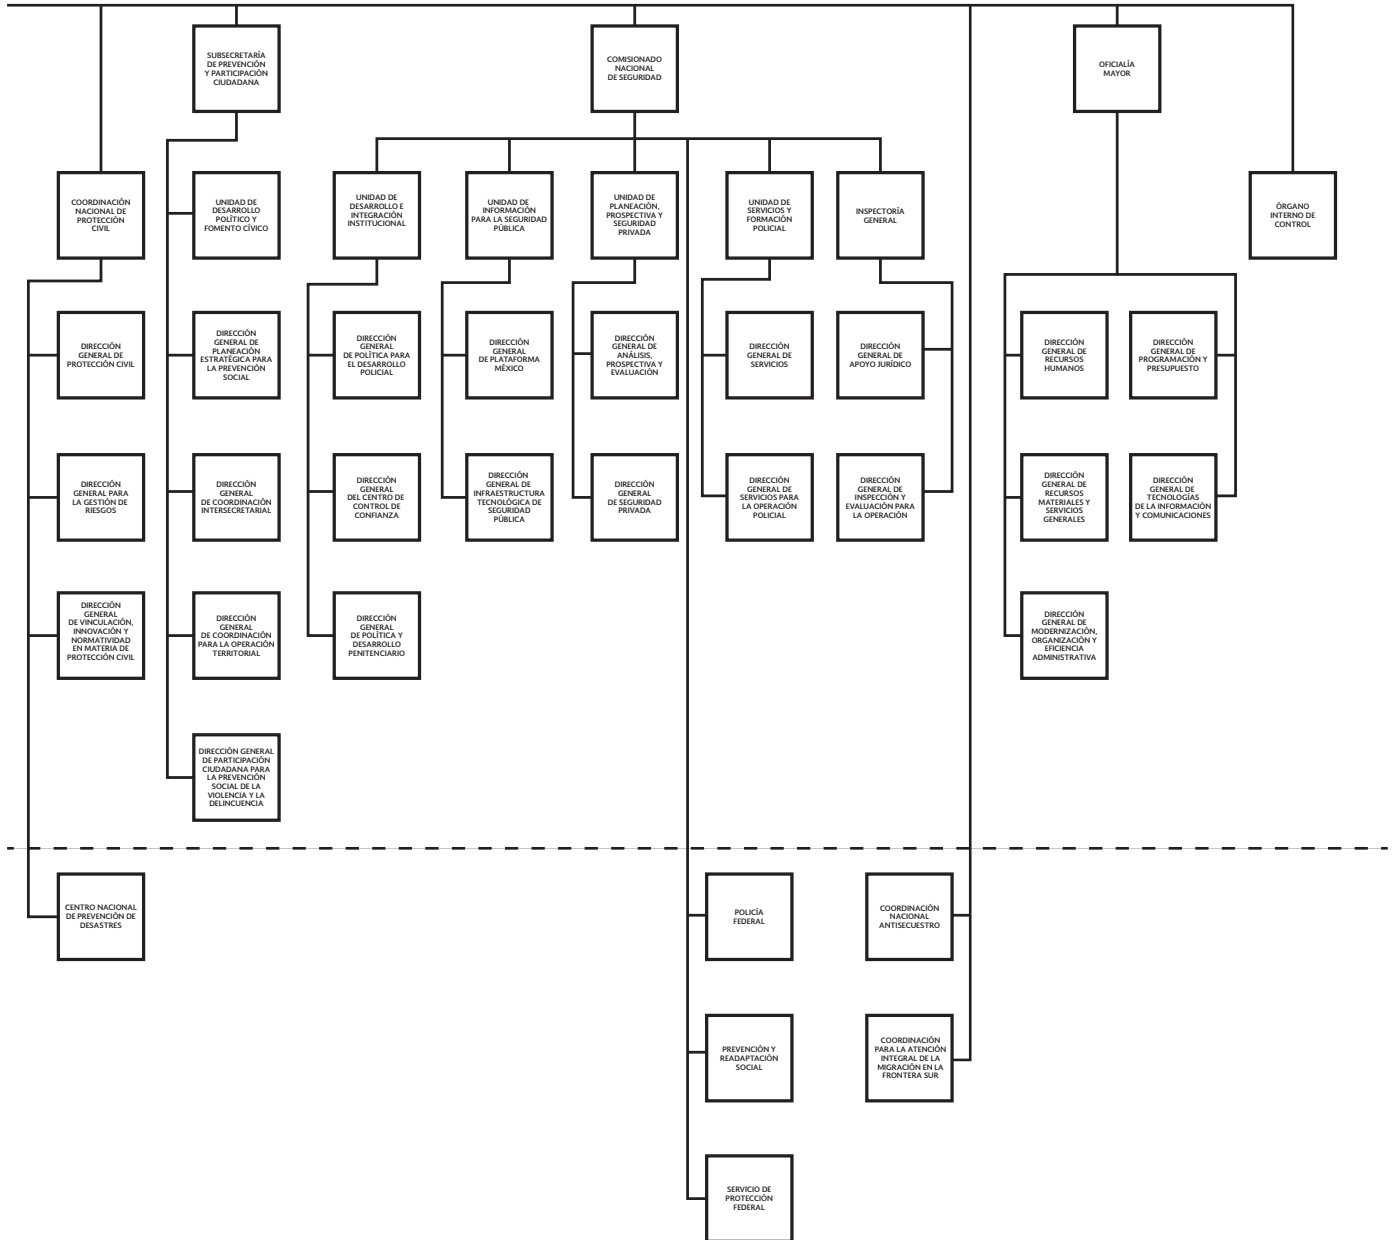 SUBSECRETARÍA
DE PREVENCIÓN
Y PARTICIPACIÓN
CIUDADANA
COMISIONADO
NACIONAL
DE SEGURIDAD
OFICIALÍA
MAYOR
COORDINACIÓN
NACIONAL DE
PROTECCIÓN
CIVIL
UNIDAD DE
DESARROLLO
POLÍTICO Y
FOMENTO CÍVICO
UNIDAD DE
DESARROLLO E
INTEGRACIÓN
INSTITUCIONAL
UNIDAD DE
INFORMACIÓN
PARA LA SEGURIDAD
PÚBLICA
UNIDAD DE
PLANEACIÓN,
PROSPECTIVA Y
SEGURIDAD
PRIVADA
UNIDAD DE
SERVICIOS Y
FORMACIÓN
POLICIAL
INSPECTORÍA
GENERAL
ÓRGANO
INTERNO DE
CONTROL
DIRECCIÓN
GENERAL DE
PROTECCIÓN CIVIL
DIRECCIÓN
GENERAL DE
PLANEACIÓN
ESTRATÉGICA PARA
LA PREVENCIÓN
SOCIAL
DIRECCIÓN
GENERAL
DE POLÍTICA PARA
EL DESARROLLO
POLICIAL
DIRECCIÓN
GENERAL
DE PLATAFORMA
MÉXICO
DIRECCIÓN
GENERAL DE
ANÁLISIS,
PROSPECTIVA Y
EVALUACIÓN
DIRECCIÓN
GENERAL DE
SERVICIOS
DIRECCIÓN
GENERAL DE
APOYO JURÍDICO
DIRECCIÓN
GENERAL DE
RECURSOS
HUMANOS
DIRECCIÓN
GENERAL DE
PROGRAMACIÓN Y
PRESUPUESTO
DIRECCIÓN
GENERAL PARA
LA GESTIÓN DE
RIESGOS
DIRECCIÓN
GENERAL
DE COORDINACIÓN
INTERSECRETARIAL
DIRECCIÓN
GENERAL
DEL CENTRO DE
CONTROL DE
CONFIANZA
DIRECCIÓN
GENERAL DE
INFRAESTRUCTURA
TECNOLÓGICA DE
SEGURIDAD
PÚBLICA
DIRECCIÓN
GENERAL
DE SEGURIDAD
PRIVADA
DIRECCIÓN
GENERAL DE
SERVICIOS PARA
LA OPERACIÓN
POLICIAL
DIRECCIÓN
GENERAL DE
INSPECCIÓN Y
EVALUACIÓN PARA
LA OPERACIÓN
DIRECCIÓN
GENERAL DE
RECURSOS
MATERIALES Y
SERVICIOS
GENERALES
DIRECCIÓN
GENERAL DE
TECNOLOGÍAS
DE LA INFORMACIÓN
Y COMUNICACIONES
DIRECCIÓN
GENERAL
DE VINCULACIÓN,
INNOVACIÓN Y
NORMATIVIDAD
EN MATERIA DE
PROTECCIÓN CIVIL
DIRECCIÓN
GENERAL
DE COORDINACIÓN
PARA LA OPERACIÓN
TERRITORIAL
DIRECCIÓN
GENERAL
DE POLÍTICA Y
DESARROLLO
PENITENCIARIO
DIRECCIÓN
GENERAL DE
MODERNIZACIÓN,
ORGANIZACIÓN Y
EFICIENCIA
ADMINISTRATIVA
DIRECCIÓN GENERAL
DE PARTICIPACIÓN
CIUDADANA PARA
LA PREVENCIÓN
SOCIAL DE LA
VIOLENCIA Y LA
DELINCUENCIA
CENTRO NACIONAL
DE PREVENCIÓN DE
DESASTRES
POLICÍA
FEDERAL
COORDINACIÓN
NACIONAL
ANTISECUESTRO
PREVENCIÓN Y
READAPTACIÓN
SOCIAL
COORDINACIÓN
PARA LA ATENCIÓN
INTEGRAL DE LA
MIGRACIÓN EN LA
FRONTERA SUR
SERVICIO DE
PROTECCIÓN
FEDERAL